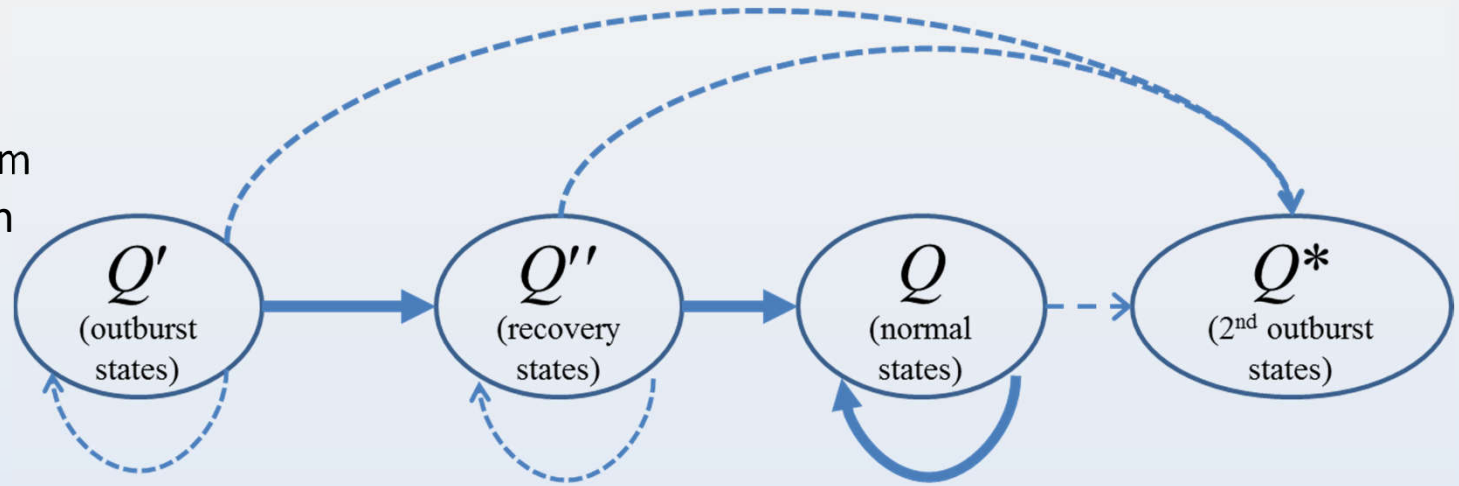 Q′
(outburst
states)
Q″
(recovery
states)
Q
(normal
states)
Q*
(2nd outburst
states)